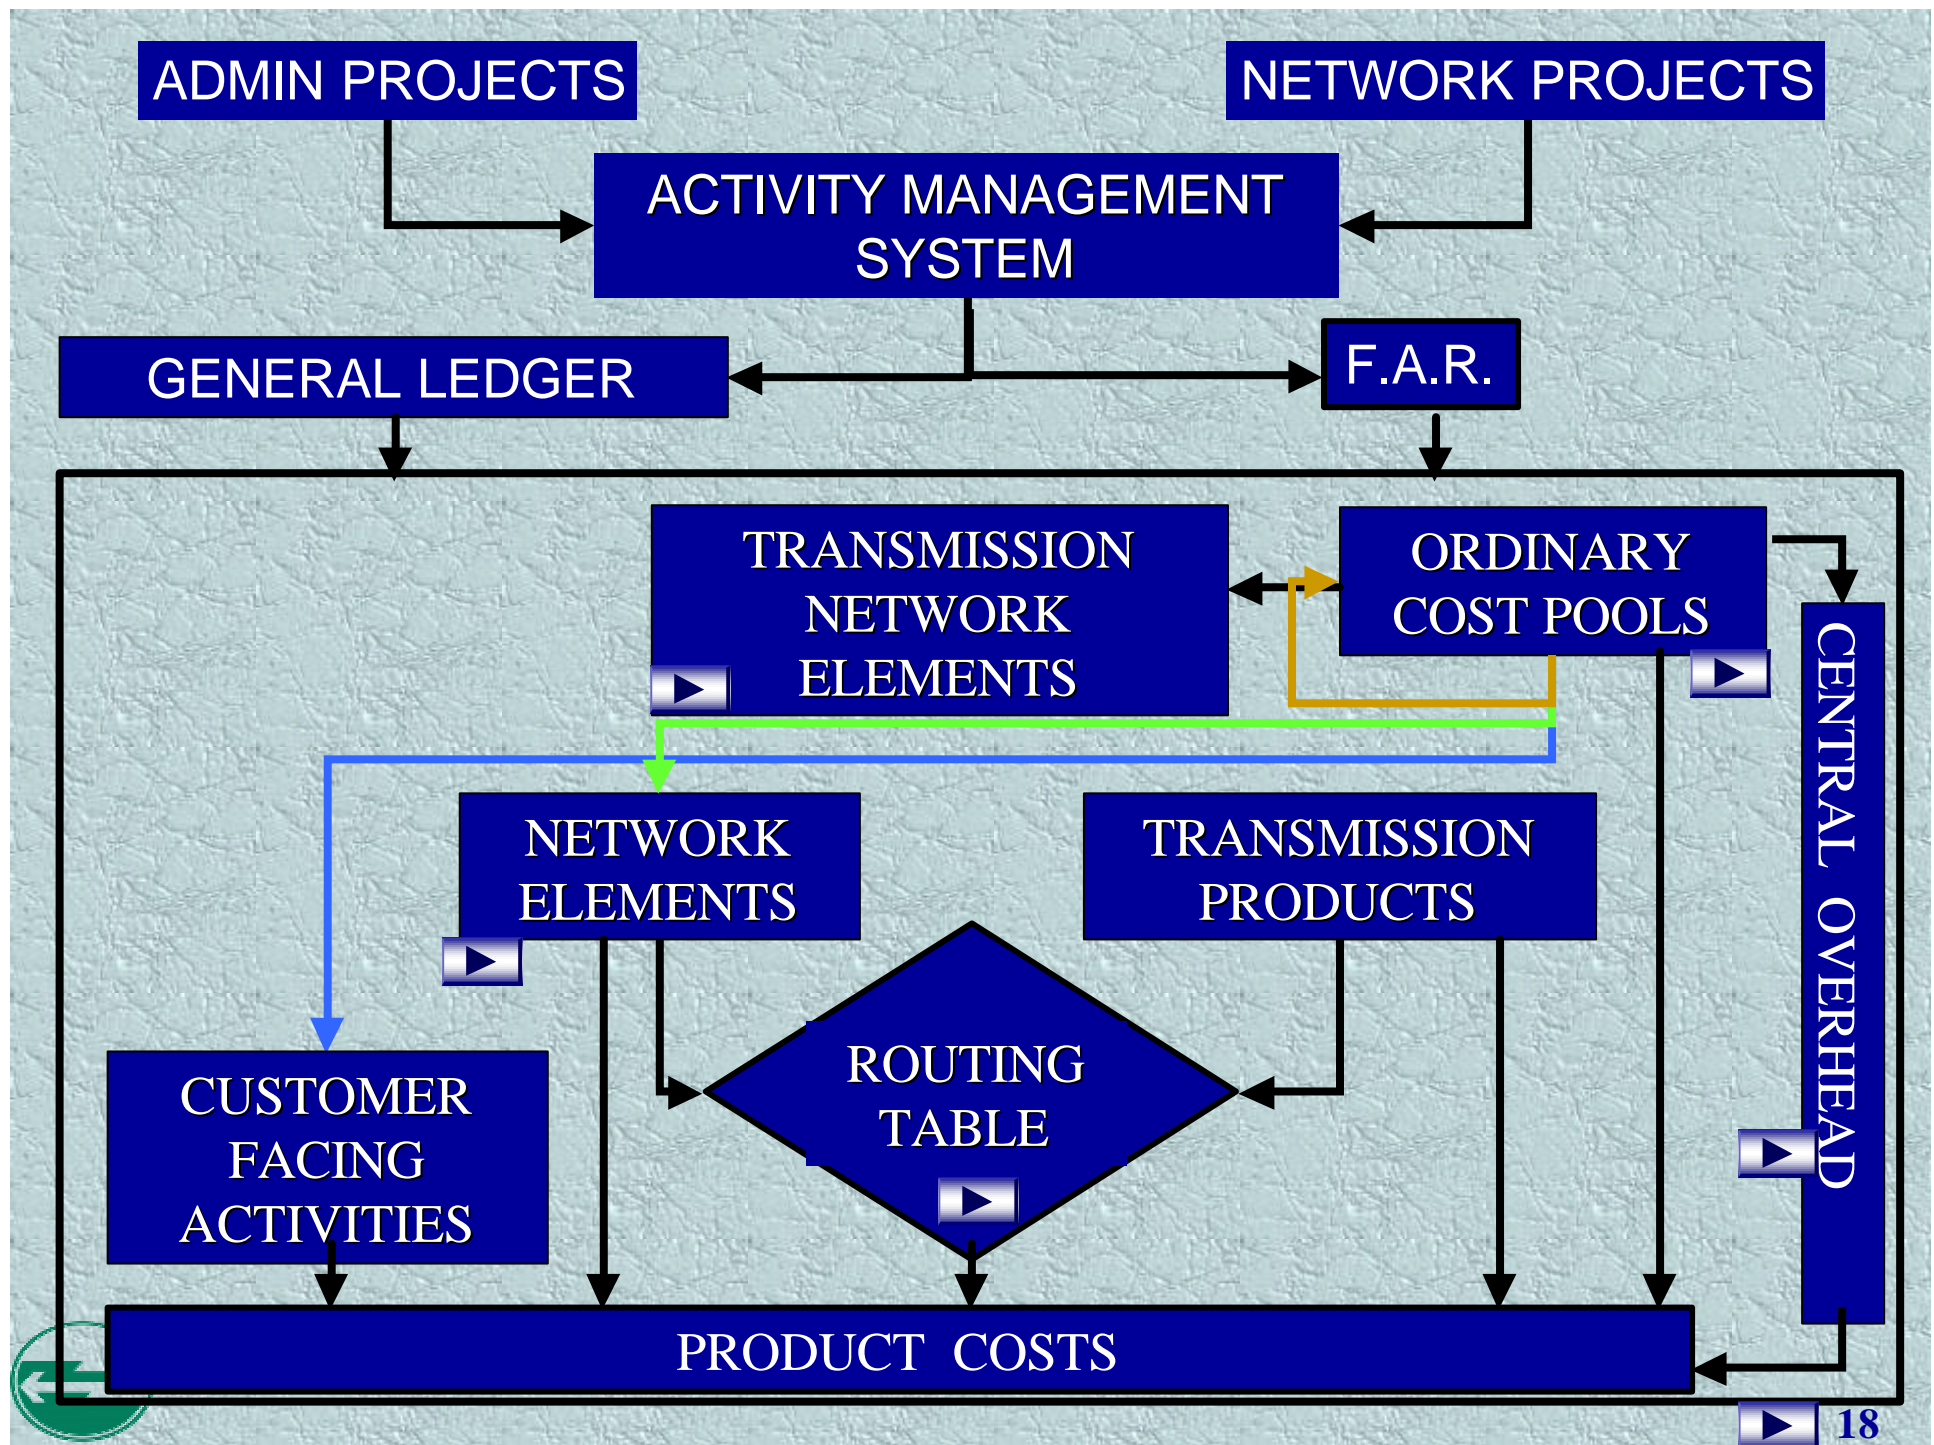 ADMIN PROJECTS
NETWORK PROJECTS
ACTIVITY MANAGEMENT
SYSTEM
GENERAL LEDGER
F.A.R.
TRANSMISSION
NETWORK
ELEMENTS
ORDINARY
COST POOLS
CENTRAL OVERHEAD
NETWORK
ELEMENTS
TRANSMISSION
PRODUCTS
ROUTING
TABLE
CUSTOMER
FACING
ACTIVITIES
PRODUCT COSTS
18